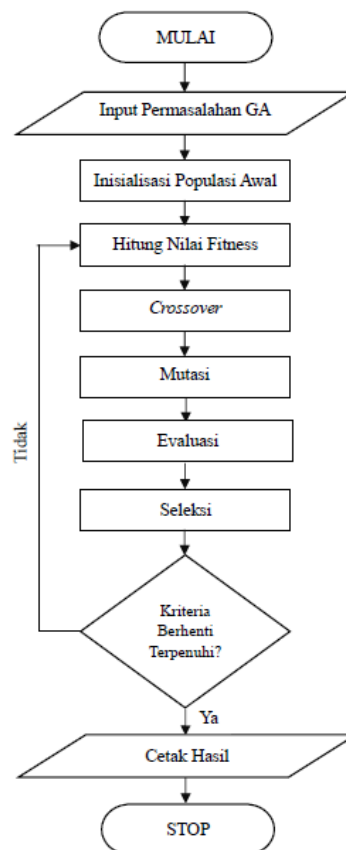 MULAI
Input Permasalahan GA
Inisialisasi Populasi Awal
Hitung Nilai Fitness
Crossover
Mutasi
Evaluasi
Seleksi
Tidak
Kriteria
Berhenti
Terpenuhi?
Ya
Cetak Hasil
STOP